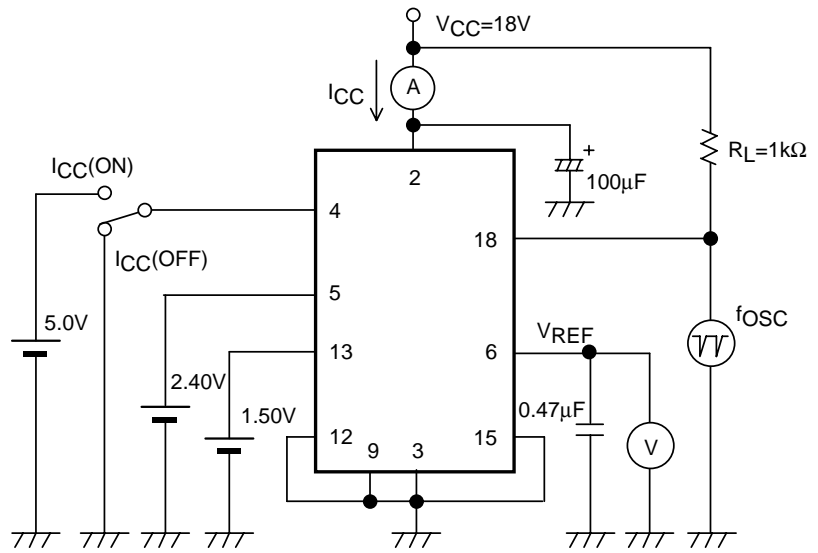 VCC=18V
ICC
A
RL=1kΩ
+
100μF
ICC(ON)
ICC(OFF)
2
4
18
5
5.0V
fOSC
13
6
VREF
2.40V
1.50V
0.47μF
12
9
3
15
V